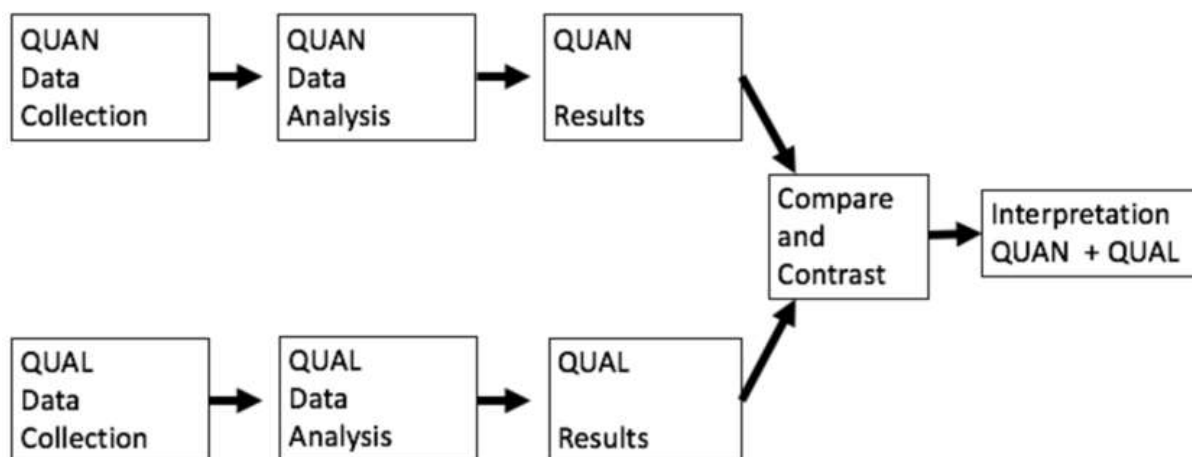 QUAN
Data
Collection
QUAN
Data
Analysis
QUAN
Results
Compare
and
Contrast
Interpretation
QUAN + QUAL
QUAL
Data
Collection
QUAL
Data
Analysis
QUAL
Results